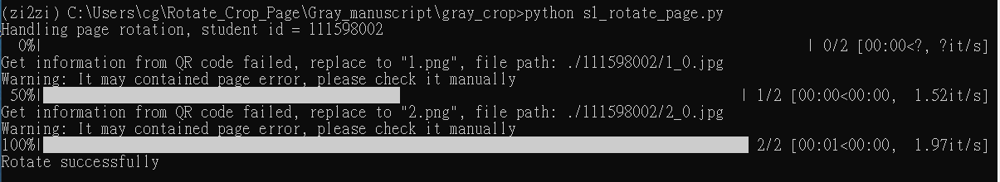 (zi2zi) C:\Users\cg\Rotate_Crop_Page\Gray_manuscript\gray_crop>python s1_rotate_page.py
Handling page rotation, student id = 111598002
0%| | 0/2 [00:00<?, ?it/s]
Get information from QR code failed, replace to "1.png", file path: ./111598002/1_0.jpg
Warning: It may contained page error, please check it manually
50%| | 1/2 [00:00<00:00, 1.52it/s]
Get information from QR code failed, replace to "2.png", file path: ./111598002/2_0.jpg
Warning: It may contained page error, please check it manually
100%| 2/2 [00:01<00:00, 1.97it/s]
Rotate successfully